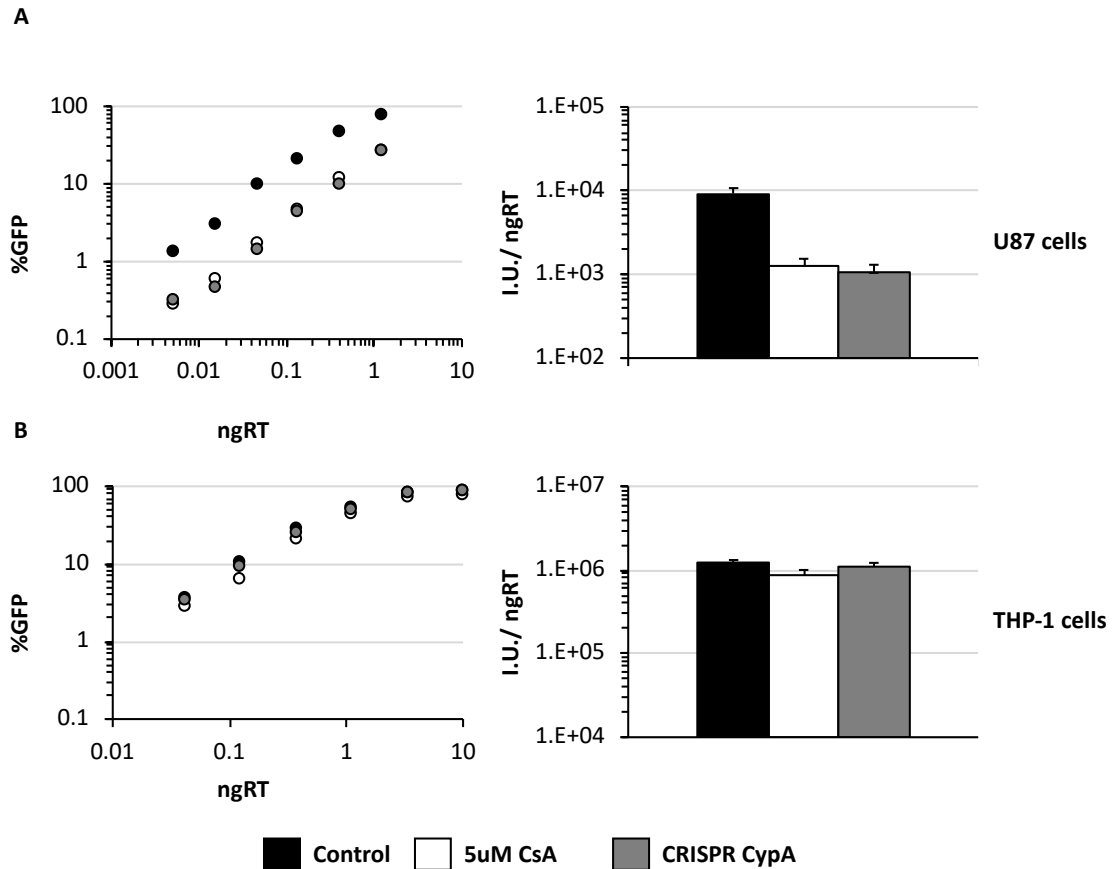 A
100
10
1
0.1
%GFP
0.001 0.01 0.1 1 10
ngRT
1.E+05
1.E+04
1.E+03
1.E+02
I.U./ ngRT
U87 cells
B
100
10
1
0.1
%GFP
0.01 0.1 1 10
ngRT
1.E+07
1.E+06
1.E+05
1.E+04
I.U./ ngRT
THP-1 cells
Control 5uM CsA CRISPR CypA